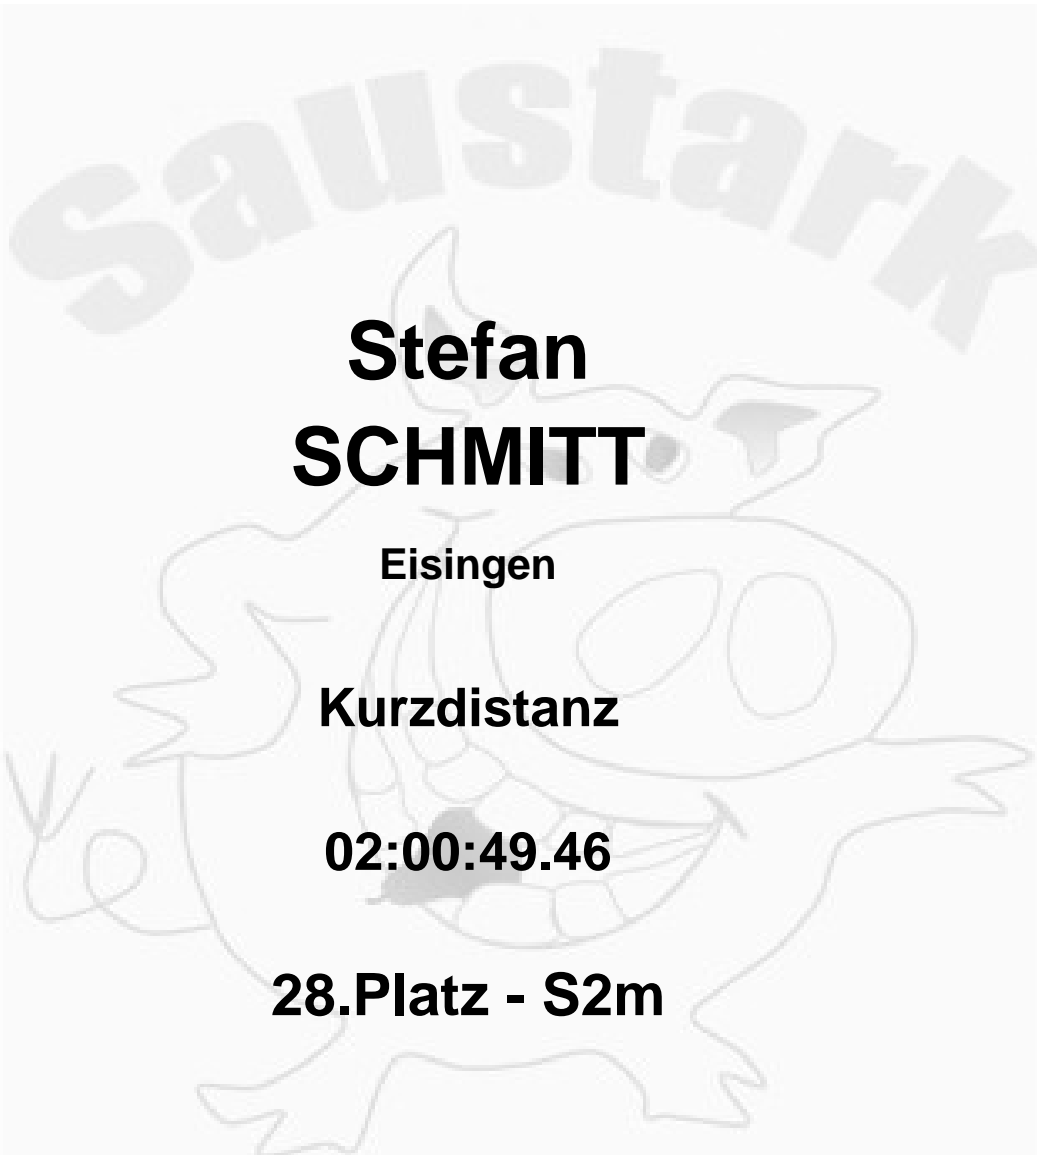 Saustark
Stefan
SCHMITT
Eisingen
Kurzdistanz
02:00:49.46
28.Platz - S2m